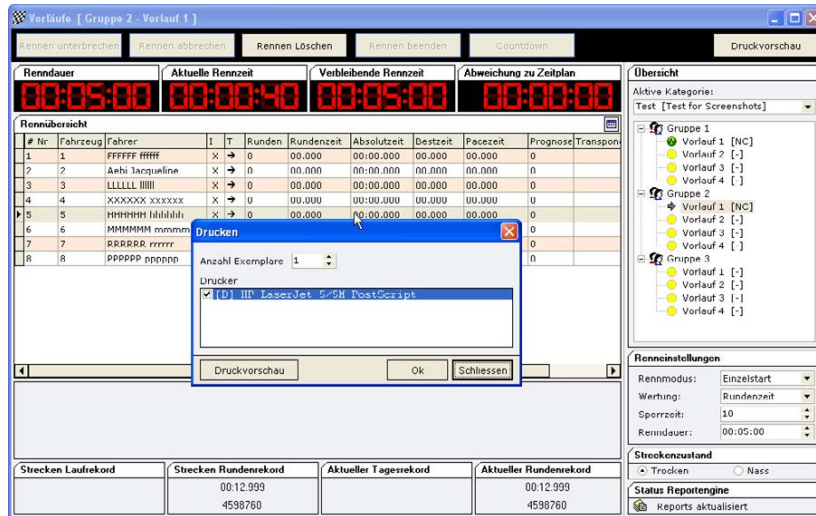 Vorläufe [ Gruppe 2 - Vorlauf 1 ]
Rennen unterbrechen Rennen abbrechen Rennen Löschen Rennen beenden Countdown Druckvorschau
Renndauer Aktuelle Rennzeit Verbleibende Rennzeit Abweichung zu Zeitplan
00:05:00 00:00:40 00:05:00 00:00:00
Rennübersicht
# Nr Fahrzeug Fahrer I T Runden Rundenzeit Absolutzeit Bestzeit Pacezeit Prognose Transpon
1 1 FFFFFF ffffff X → 0 00.000 00:00.000 00.000 00.000 0
2 2 Aebi Jacqueline X → 0 00.000 00:00.000 00.000 00.000 0
3 3 LLLLLL llllll X → 0 00.000 00:00.000 00.000 00.000 0
4 4 XXXXXX xxxxxx X → 0 00.000 00:00.000 00.000 00.000 0
5 5 HHHHHH hhhhhh X → 0 00.000 00:00.000 00.000 00.000 0
6 6 MMMMMM mmmm 0
7 7 RRRRRR rrrrrr 0
8 8 PPPPPP pppppp 0
Drucken
Anzahl Exemplare 1
Drucker
[D] HP LaserJet 5/5M PostScript
Druckvorschau Ok Schliessen
Strecken Laufrekord Strecken Rundenrekord Aktueller Tagesrekord Aktueller Rundenrekord
00:12.999 00:12.999
4598760 4598760
Übersicht
Aktive Kategorie:
Test [Test for Screenshots]
Gruppe 1
Vorlauf 1 [NC]
Vorlauf 2 [-]
Vorlauf 3 [-]
Vorlauf 4 [-]
Gruppe 2
Vorlauf 1 [NC]
Vorlauf 2 [-]
Vorlauf 3 [-]
Vorlauf 4 [-]
Gruppe 3
Vorlauf 1 [-]
Vorlauf 2 [-]
Vorlauf 3 [-]
Vorlauf 4 [-]
Renneinstellungen
Rennmodus: Einzelstart
Wertung: Rundenzeit
Sperrzeit: 10
Renndauer: 00:05:00
Streckenzustand
Trocken Nass
Status Reportengine
Reports aktualisiert